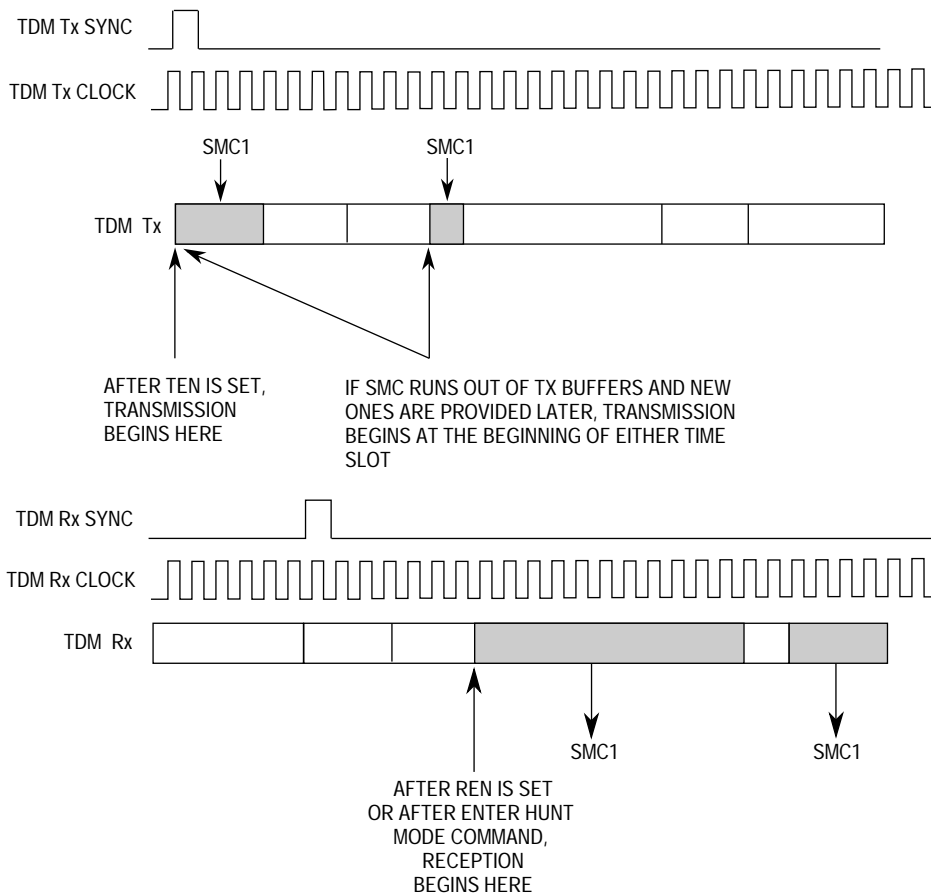 TDM Tx SYNC
TDM Tx CLOCK
SMC1
SMC1
TDM Tx
AFTER TEN IS SET,
TRANSMISSION
BEGINS HERE
IF SMC RUNS OUT OF TX BUFFERS AND NEW
ONES ARE PROVIDED LATER, TRANSMISSION
BEGINS AT THE BEGINNING OF EITHER TIME
SLOT
TDM Rx SYNC
TDM Rx CLOCK
TDM Rx
SMC1
SMC1
AFTER REN IS SET
OR AFTER ENTER HUNT
MODE COMMAND,
RECEPTION
BEGINS HERE